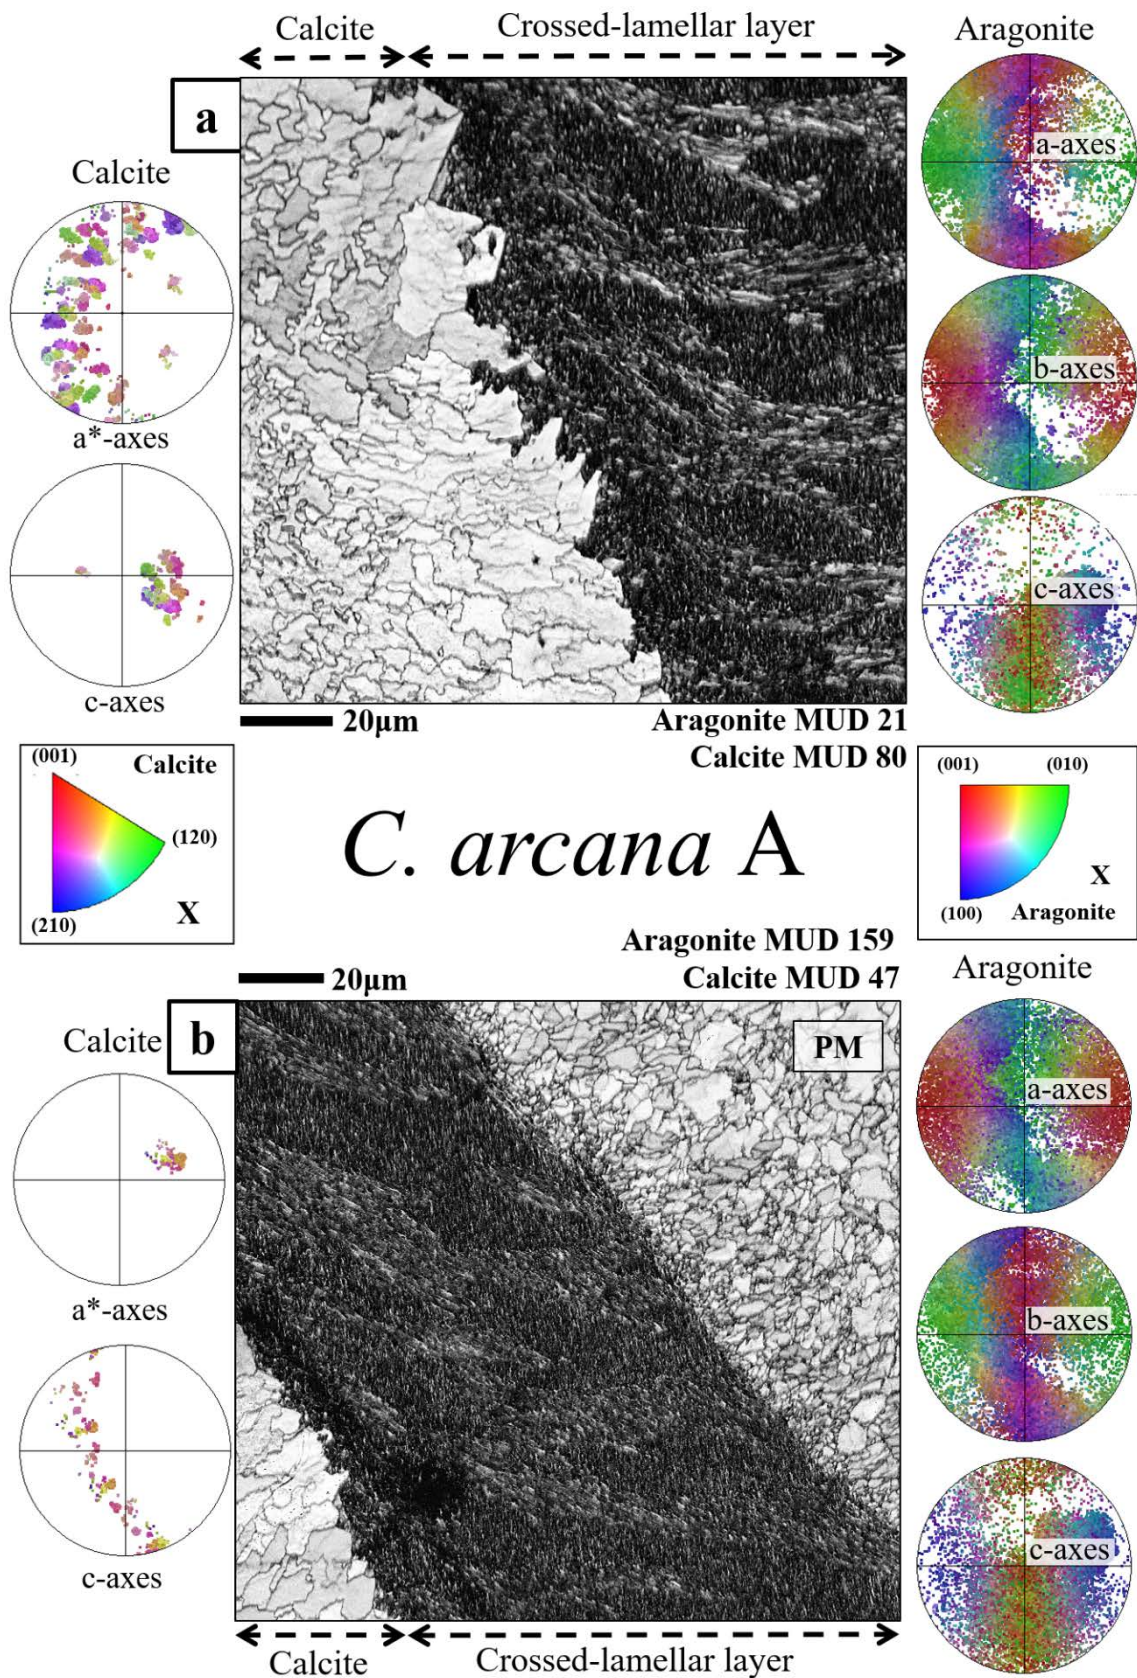 Calcite
Crossed-lamellar layer
Aragonite
a
a-axes
Calcite
b-axes
a*-axes
c-axes
c-axes
20μm
Aragonite MUD 21
Calcite MUD 80
(001)
Calcite
(120)
(210)
X
C. arcana A
(001)
(010)
X
(100)
Aragonite
Aragonite MUD 159
20μm
Calcite MUD 47
Aragonite
Calcite
b
PM
a-axes
a*-axes
b-axes
c-axes
c-axes
Calcite
Crossed-lamellar layer